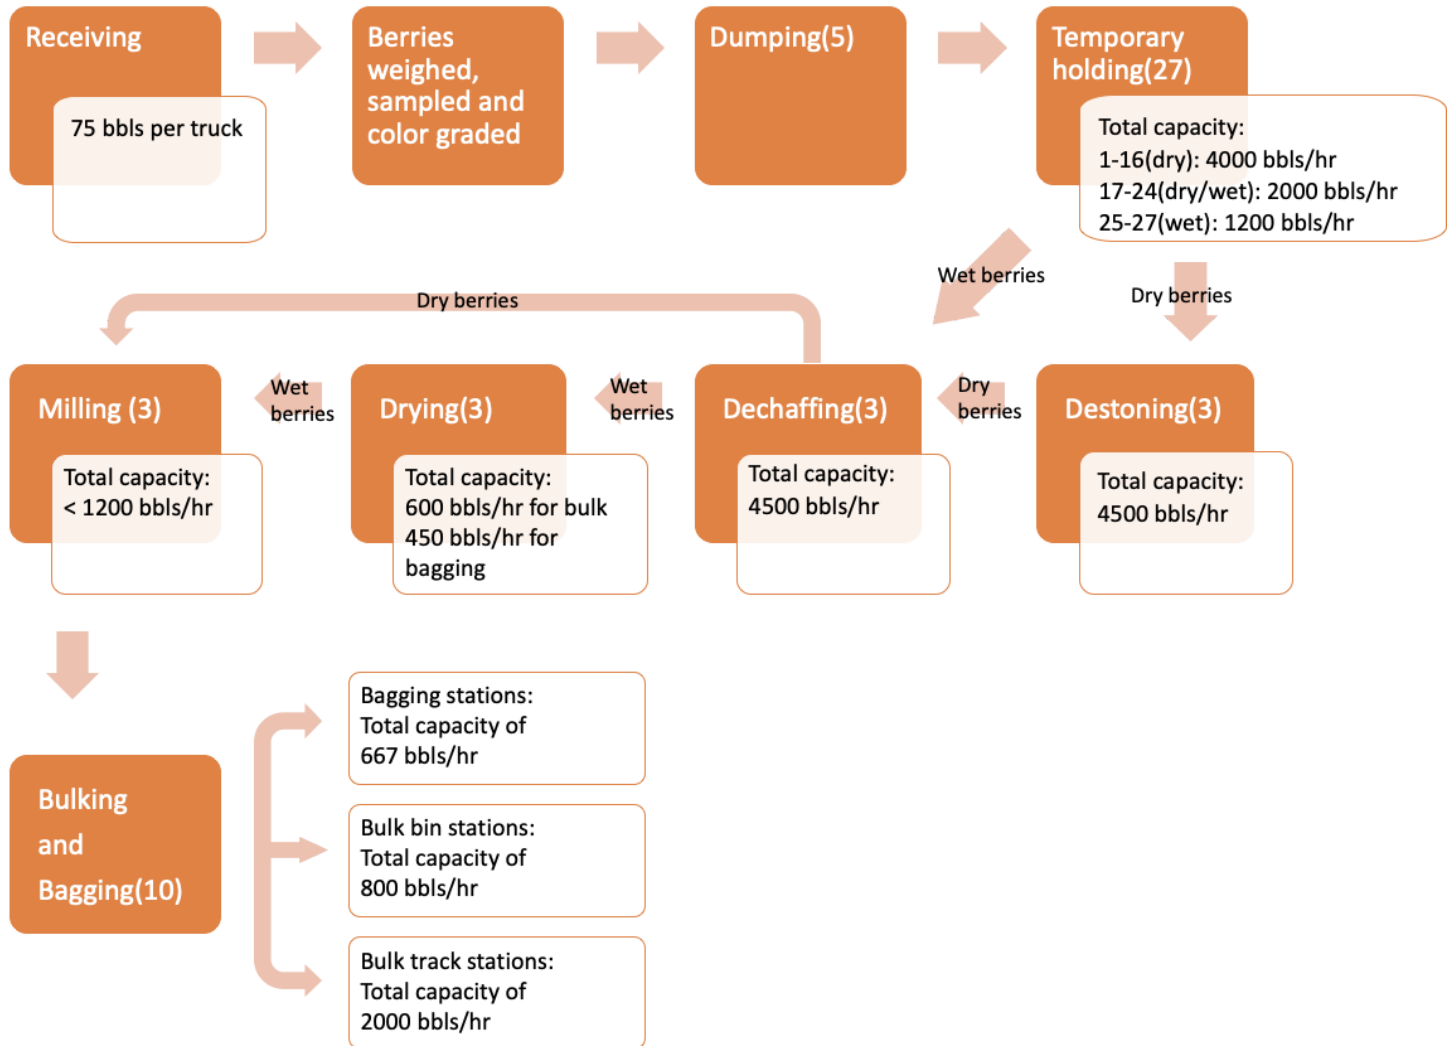 Receiving
75 bbls per truck
Berries
weighed,
sampled and
color graded
Dumping(5)
Temporary
holding(27)
Total capacity:
1-16(dry): 4000 bbls/hr
17-24(dry/wet): 2000 bbls/hr
25-27(wet): 1200 bbls/hr
Wet berries
Dry berries
Dry berries
Milling (3)
Total capacity:
< 1200 bbls/hr
Wet
berries
Drying(3)
Total capacity:
600 bbls/hr for bulk
450 bbls/hr for
bagging
Wet
berries
Dechaffing(3)
Total capacity:
4500 bbls/hr
Dry
berries
Destoning(3)
Total capacity:
4500 bbls/hr
Bulking
and
Bagging(10)
Bagging stations:
Total capacity of
667 bbls/hr
Bulk bin stations:
Total capacity of
800 bbls/hr
Bulk track stations:
Total capacity of
2000 bbls/hr